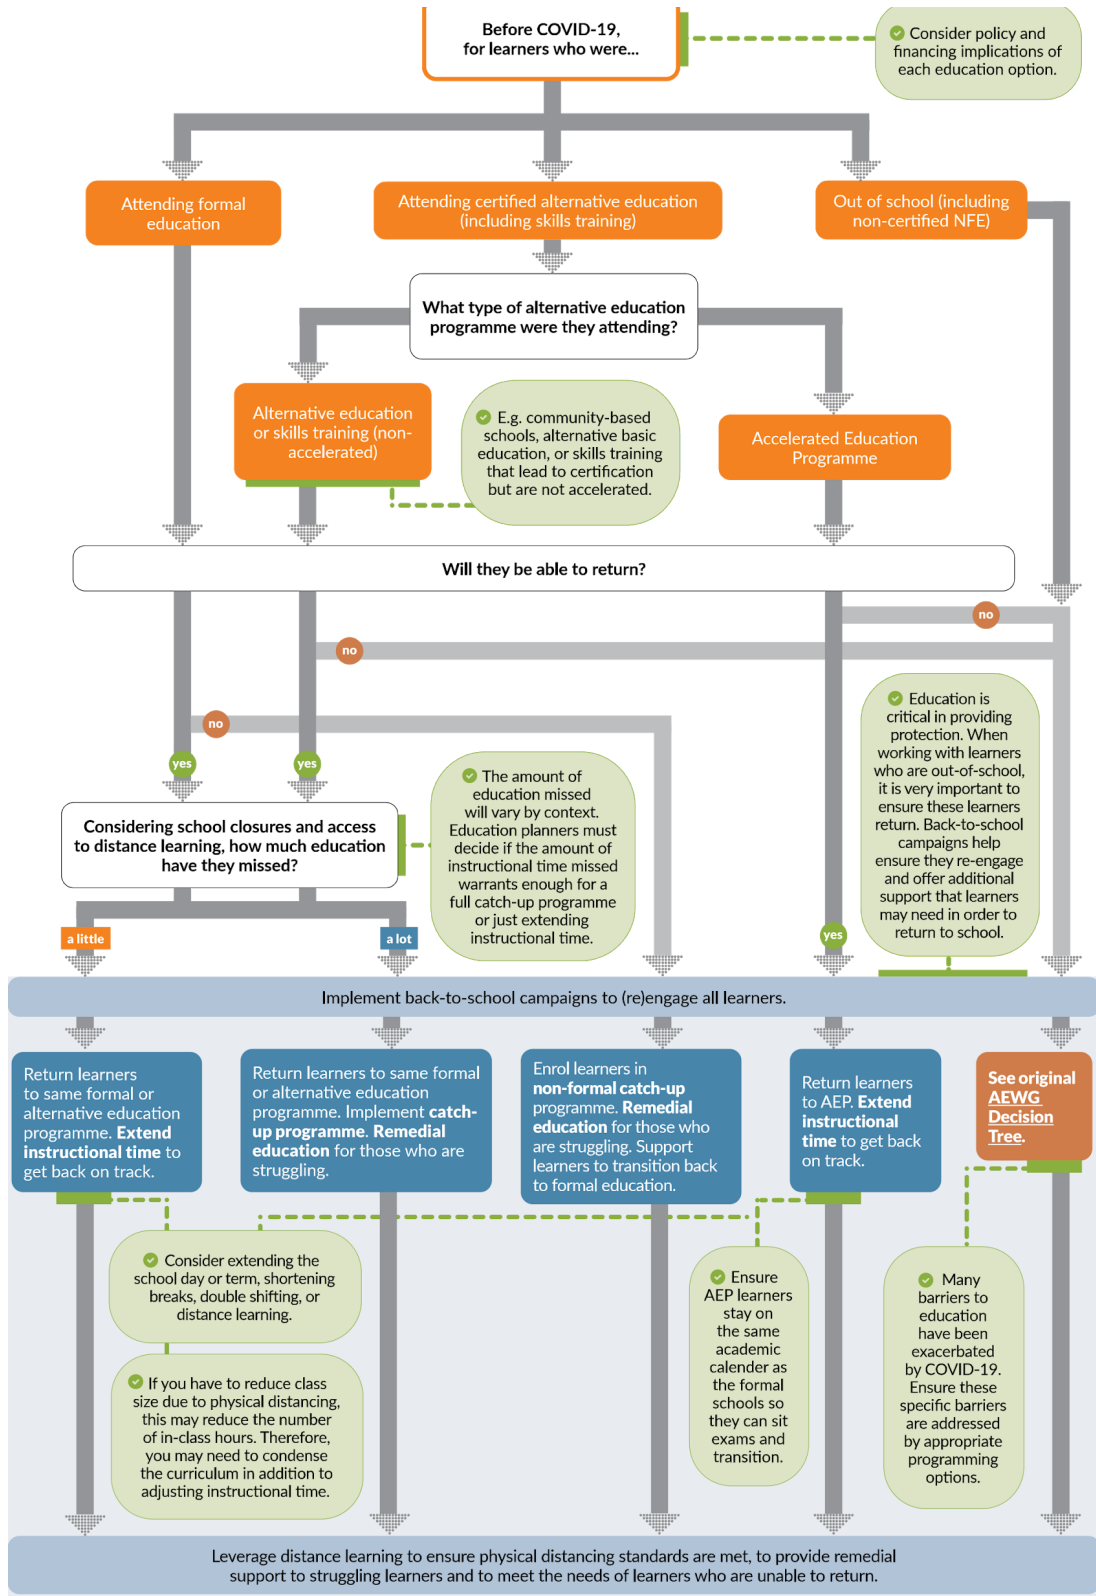 Before COVID-19,
for learners who were...
Consider policy and
financing implications of
each education option.
Attending formal
education
Attending certified alternative education
(including skills training)
Out of school (including
non-certified NFE)
What type of alternative education
programme were they attending?
Alternative education
or skills training (non-
accelerated)
E.g. community-based
schools, alternative basic
education, or skills training
that lead to certification
but are not accelerated.
Accelerated Education
Programme
Will they be able to return?
no
no
no
yes
yes
Education is
critical in providing
protection. When
working with learners
who are out-of-school,
it is very important to
ensure these learners
return. Back-to-school
campaigns help
ensure they re-engage
and offer additional
support that learners
may need in order to
return to school.
The amount of
education missed
will vary by context.
Education planners must
decide if the amount of
instructional time missed
warrants enough for a
full catch-up programme
or just extending
instructional time.
Considering school closures and access
to distance learning, how much education
have they missed?
a little
a lot
yes
Implement back-to-school campaigns to (re)engage all learners.
Return learners
to same formal or
alternative education
programme. Extend
instructional time to
get back on track.
Return learners to same formal
or alternative education
programme. Implement catch-
up programme. Remedial
education for those who are
struggling.
Enrol learners in
non-formal catch-up
programme. Remedial
education for those who
are struggling. Support
learners to transition back
to formal education.
Return learners
to AEP. Extend
instructional
time to get back
on track.
See original
AEWG
Decision
Tree.
Consider extending the
school day or term, shortening
breaks, double shifting, or
distance learning.
If you have to reduce class
size due to physical distancing,
this may reduce the number
of in-class hours. Therefore,
you may need to condense
the curriculum in addition to
adjusting instructional time.
Ensure
AEP learners
stay on
the same
academic
calender as
the formal
schools so
they can sit
exams and
transition.
Many
barriers to
education
have been
exacerbated
by COVID-19.
Ensure these
specific barriers
are addressed
by appropriate
programming
options.
Leverage distance learning to ensure physical distancing standards are met, to provide remedial
support to struggling learners and to meet the needs of learners who are unable to return.